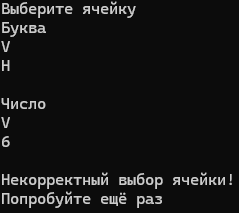 Выберите ячейку
Буква
V
H
Число
V
6
Некорректный выбор ячейки!
Попробуйте ещё раз